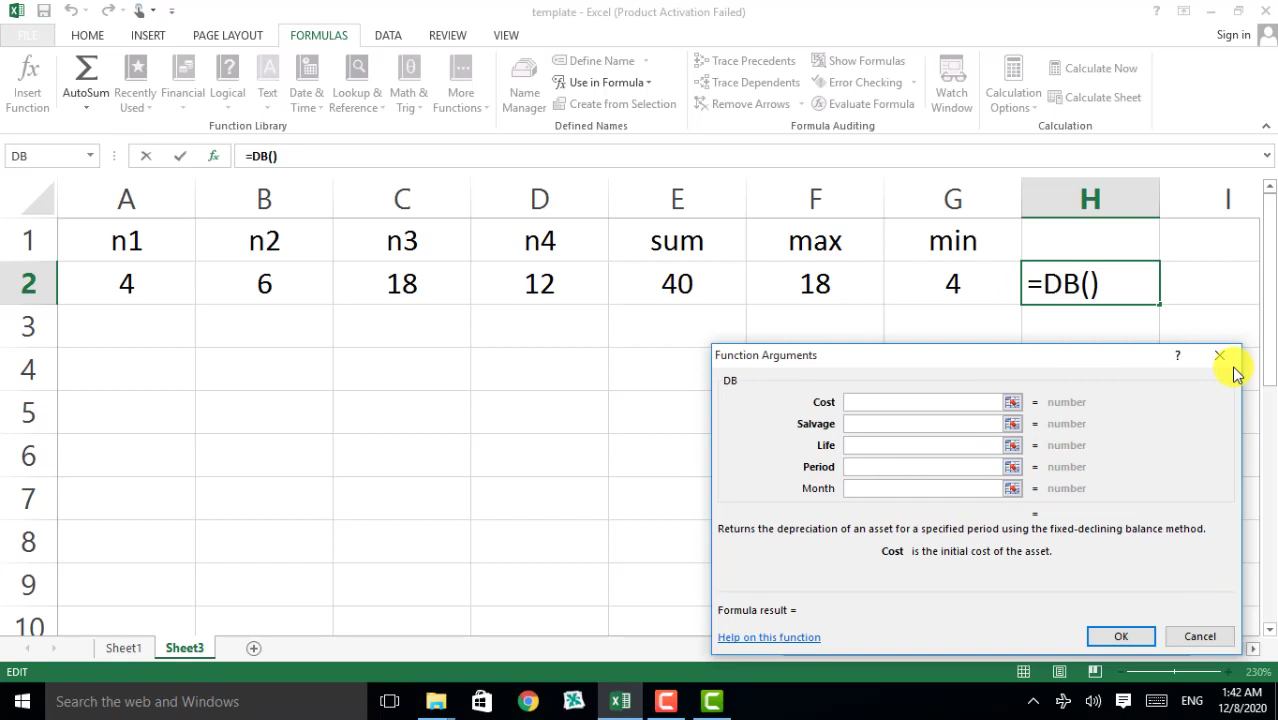 template - Excel (Product Activation Failed)
FILE HOME INSERT PAGE LAYOUT FORMULAS DATA REVIEW VIEW Sign in
Insert Function
AutoSum
Recently Used
Financial
Logical
Text
Date & Time
Lookup & Reference
Math & Trig
More Functions
Function Library
Name Manager
Define Name
Use in Formula
Create from Selection
Defined Names
Trace Precedents
Trace Dependents
Remove Arrows
Show Formulas
Error Checking
Evaluate Formula
Formula Auditing
Watch Window
Calculation Options
Calculate Now
Calculate Sheet
Calculation
DB =DB()
A B C D E F G H I
1 n1 n2 n3 n4 sum max min
2 4 6 18 12 40 18 4 =DB()
3
4
5
6
7
8
9
10
Function Arguments ?
DB
Cost = number
Salvage = number
Life = number
Period = number
Month = number
=
Returns the depreciation of an asset for a specified period using the fixed-declining balance method.
Cost is the initial cost of the asset.
Formula result =
Help on this function
OK Cancel
Sheet1 Sheet3
EDIT 230%
Search the web and Windows
ENG
1:42 AM
12/8/2020